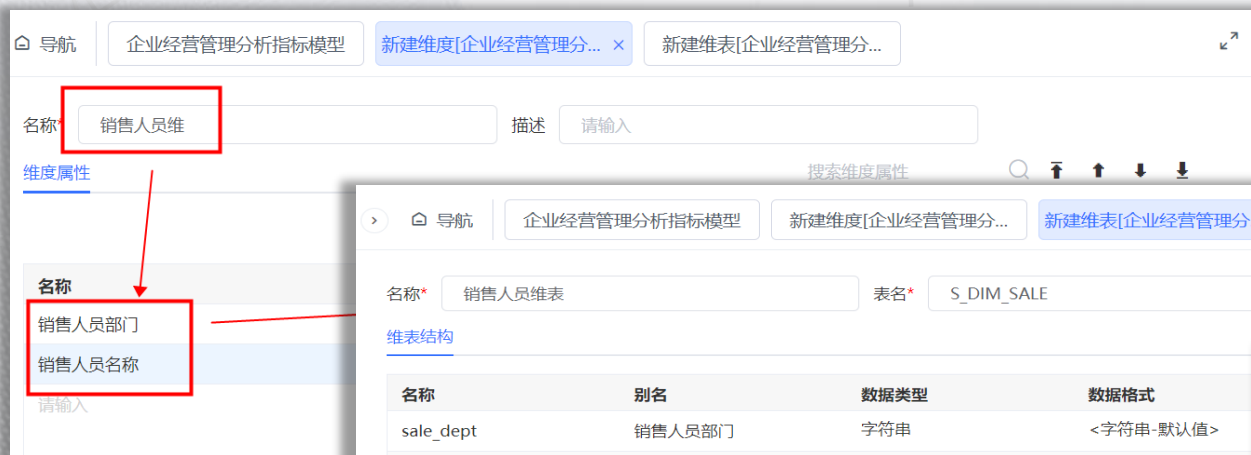 导航 企业经营管理分析指标模型 新建维度[企业经营管理分... × 新建维表[企业经营管理分...
名称* 销售人员维 描述 请输入
维度属性 搜索维度属性
名称
销售人员部门
销售人员名称
请输入
导航 企业经营管理分析指标模型 新建维度[企业经营管理分... 新建维表[企业经营管理分
名称* 销售人员维表 表名* S_DIM_SALE
维表结构
名称 别名 数据类型 数据格式
sale_dept 销售人员部门 字符串 <字符串-默认值>